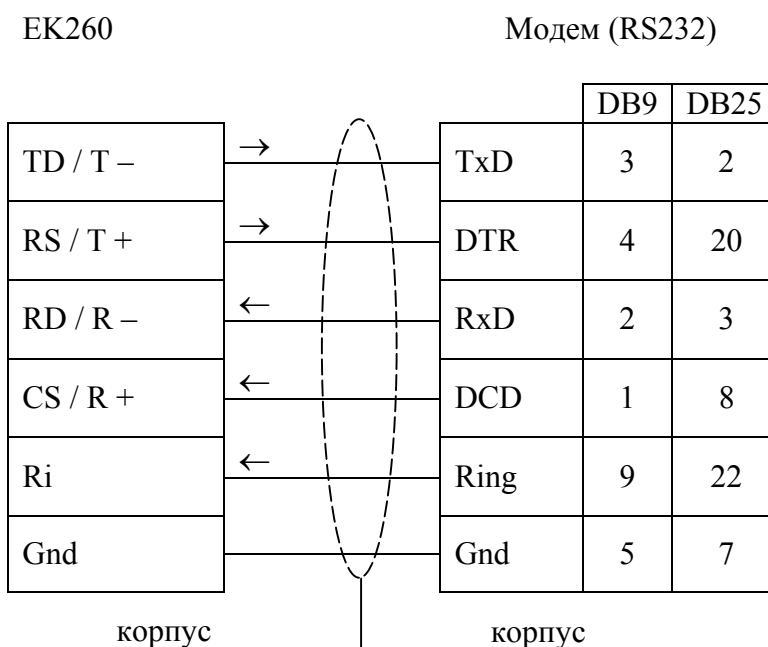 EK260 Модем (RS232)
DB9 DB25
TD / T – → TxD 3 2
RS / T + → DTR 4 20
RD / R – ← RxD 2 3
CS / R + ← DCD 1 8
Ri ← Ring 9 22
Gnd Gnd 5 7
корпус корпус